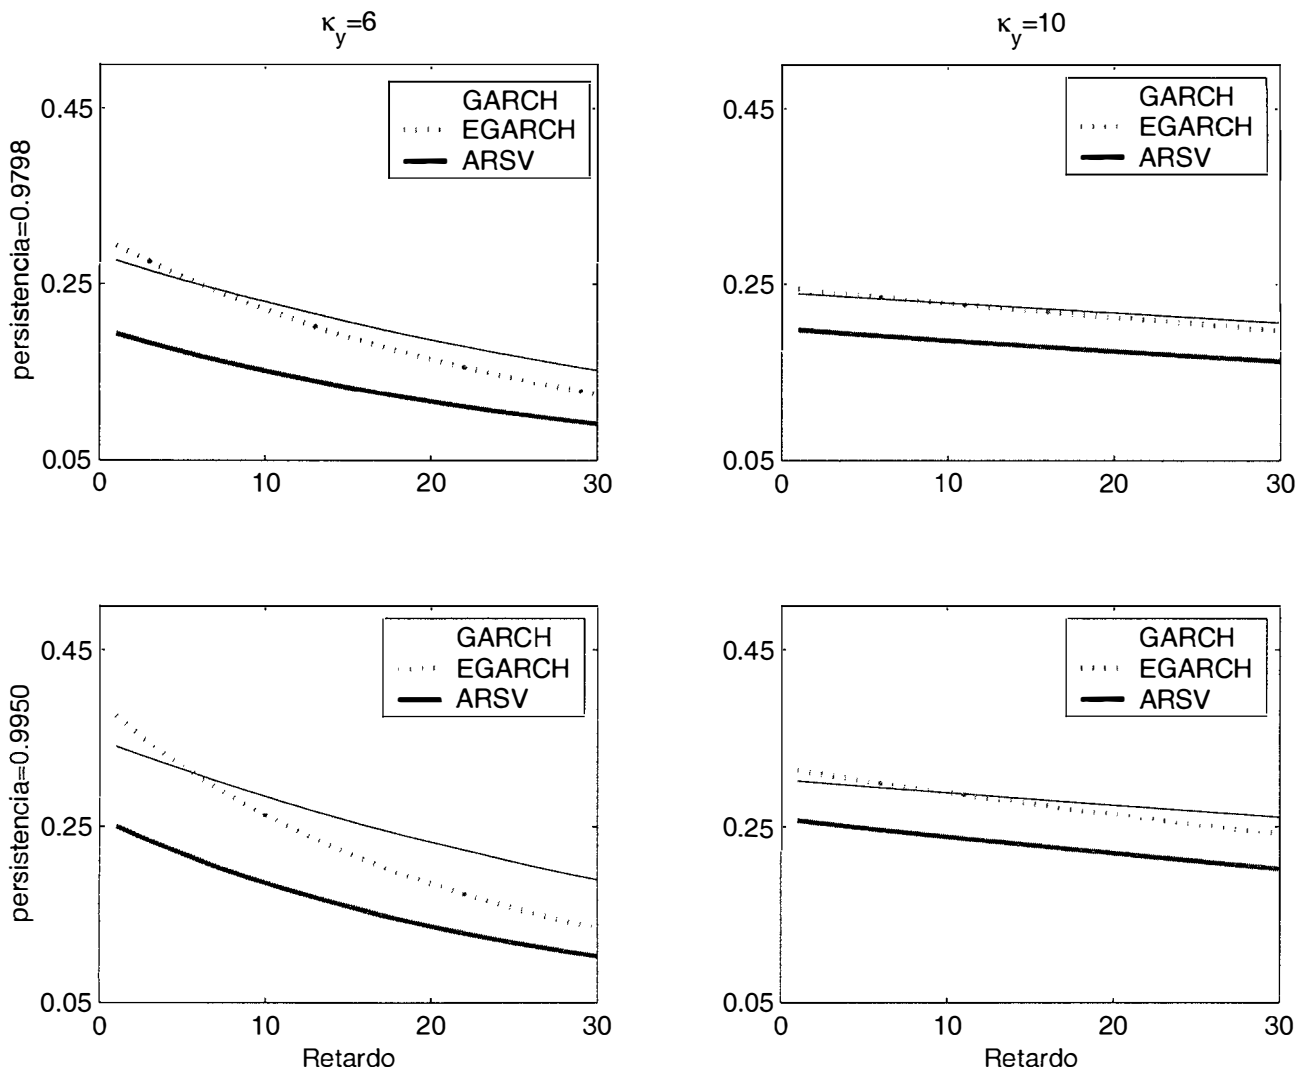 κy=6
κy=10
persistencia=0.9798
0.45
0.25
0.05
GARCH
EGARCH
ARSV
0 10 20 30
0.45
0.25
0.05
GARCH
EGARCH
ARSV
0 10 20 30
persistencia=0.9950
0.45
0.25
0.05
GARCH
EGARCH
ARSV
0 10 20 30
Retardo
0.45
0.25
0.05
GARCH
EGARCH
ARSV
0 10 20 30
Retardo